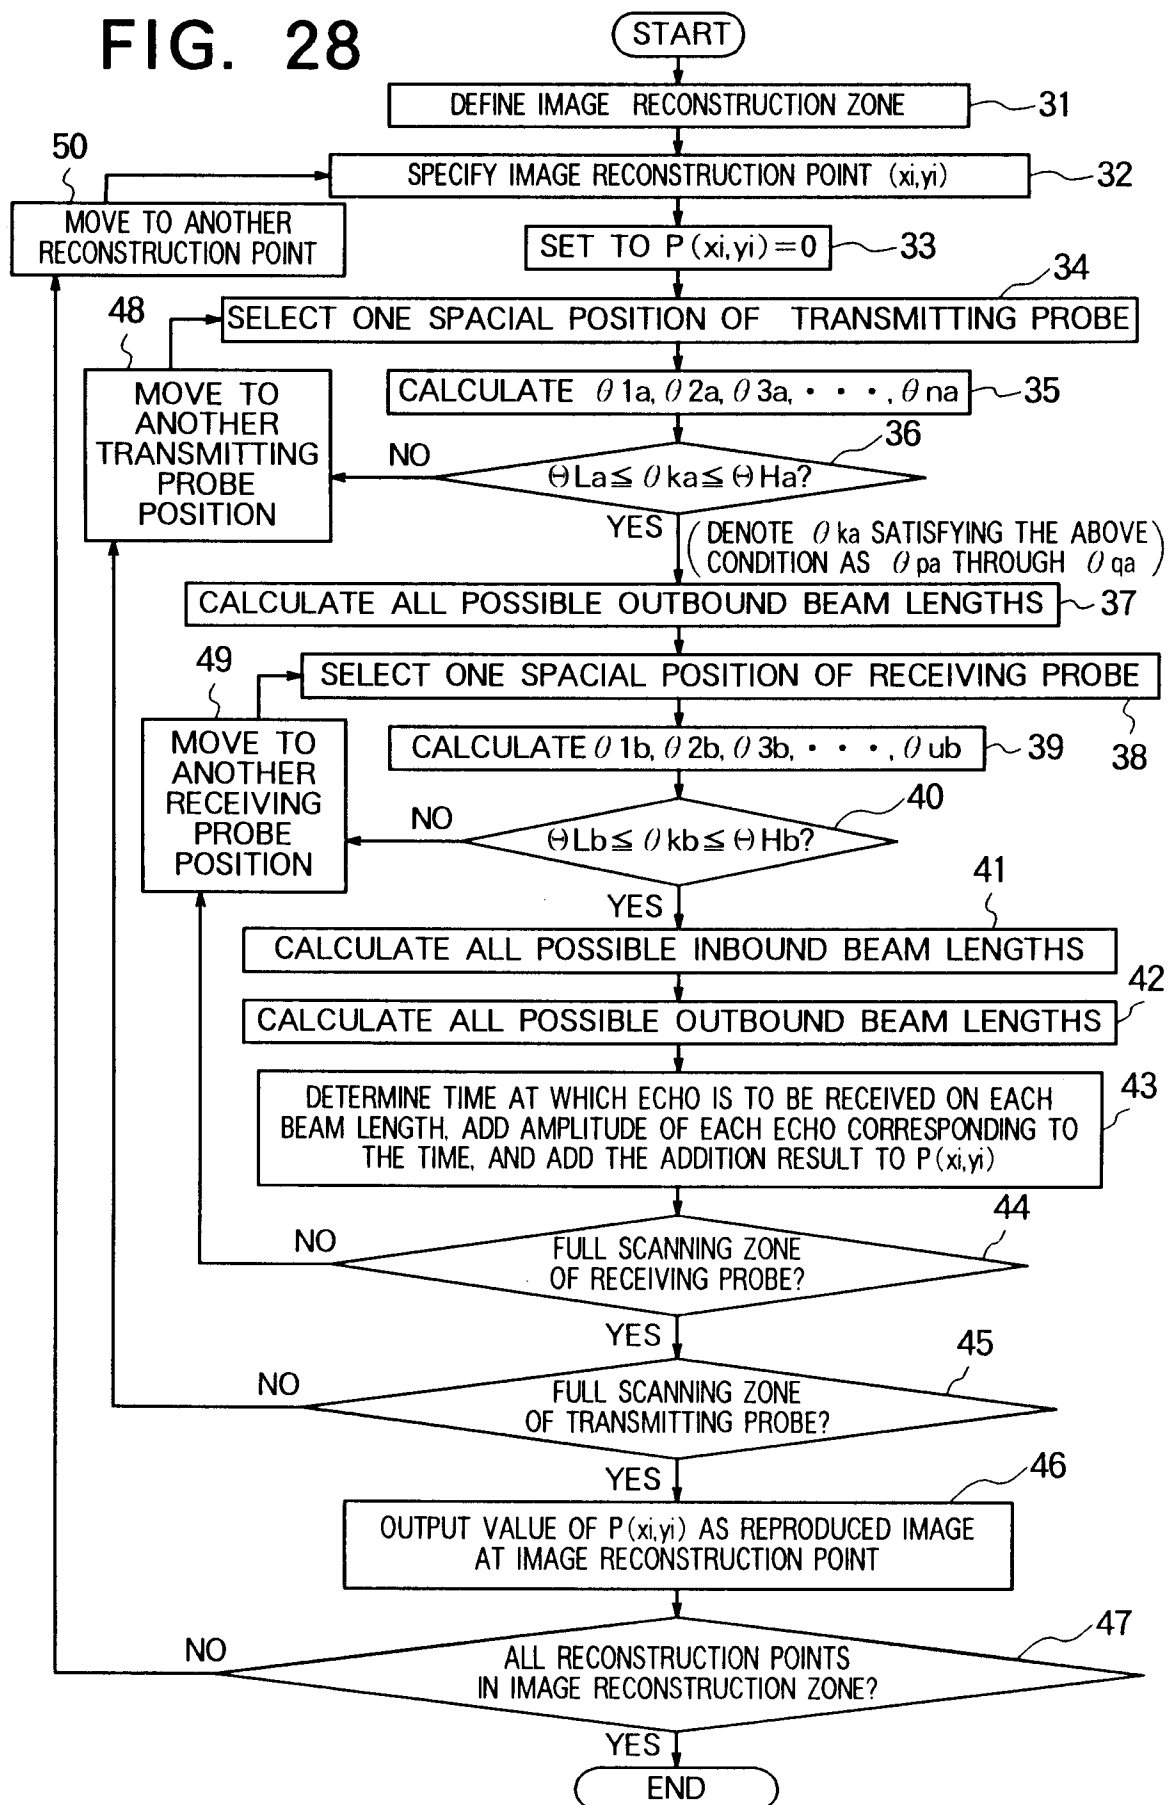 FIG. 28
START
DEFINE IMAGE RECONSTRUCTION ZONE
31
50
SPECIFY IMAGE RECONSTRUCTION POINT (xi,yi)
32
MOVE TO ANOTHER
RECONSTRUCTION POINT
SET TO P(xi,yi)=0
33
34
48
SELECT ONE SPACIAL POSITION OF TRANSMITTING PROBE
MOVE TO
ANOTHER
TRANSMITTING
PROBE
POSITION
CALCULATE θ1a, θ2a, θ3a, ・・・, θna
35
36
NO
ΘLa≦θka≦ΘHa?
YES
(DENOTE θka SATISFYING THE ABOVE
CONDITION AS θpa THROUGH θqa)
CALCULATE ALL POSSIBLE OUTBOUND BEAM LENGTHS
37
49
SELECT ONE SPACIAL POSITION OF RECEIVING PROBE
38
MOVE TO
ANOTHER
RECEIVING
PROBE
POSITION
CALCULATE θ1b, θ2b, θ3b, ・・・, θub
39
40
NO
ΘLb≦θkb≦ΘHb?
YES
41
CALCULATE ALL POSSIBLE INBOUND BEAM LENGTHS
42
CALCULATE ALL POSSIBLE OUTBOUND BEAM LENGTHS
43
DETERMINE TIME AT WHICH ECHO IS TO BE RECEIVED ON EACH
BEAM LENGTH, ADD AMPLITUDE OF EACH ECHO CORRESPONDING TO
THE TIME, AND ADD THE ADDITION RESULT TO P(xi,yi)
44
NO
FULL SCANNING ZONE
OF RECEIVING PROBE?
YES
45
NO
FULL SCANNING ZONE
OF TRANSMITTING PROBE?
YES
46
OUTPUT VALUE OF P(xi,yi) AS REPRODUCED IMAGE
AT IMAGE RECONSTRUCTION POINT
47
NO
ALL RECONSTRUCTION POINTS
IN IMAGE RECONSTRUCTION ZONE?
YES
END